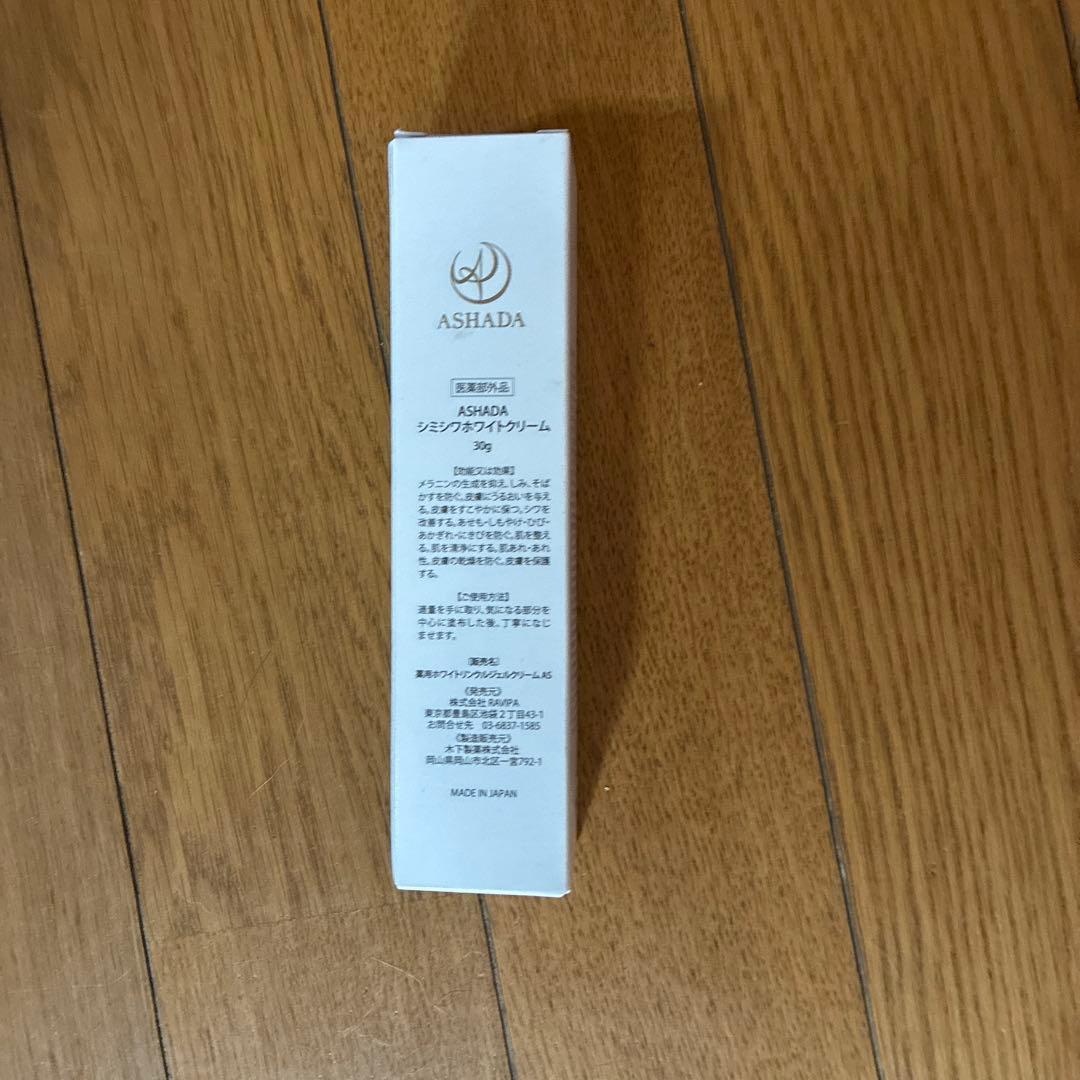 ASHADA
医薬部外品
ASHADA
シミシワホワイトクリーム
30g
【効能又は効果】
メラニンの生成を抑え、しみ、そば
かすを防ぐ。皮膚にうるおいを与え
る。皮膚をすこやかに保つ。シワを
改善する。あせも・しもやけ・ひび・
あかぎれ・にきびを防ぐ。肌を整え
る。肌を清浄にする。肌あれ・あれ
性。皮膚の乾燥を防ぐ。皮膚を保護
する。
【ご使用方法】
適量を手に取り、気になる部分を
中心に塗布した後、丁寧になじ
ませます。
〔販売名〕
薬用ホワイトリンクルジェルクリーム AS
《発売元》
株式会社 RAVIPA
東京都豊島区池袋2丁目43-1
お問合せ先 03-6837-1585
《製造販売元》
木下製薬株式会社
岡山県岡山市北区一宮792-1
MADE IN JAPAN